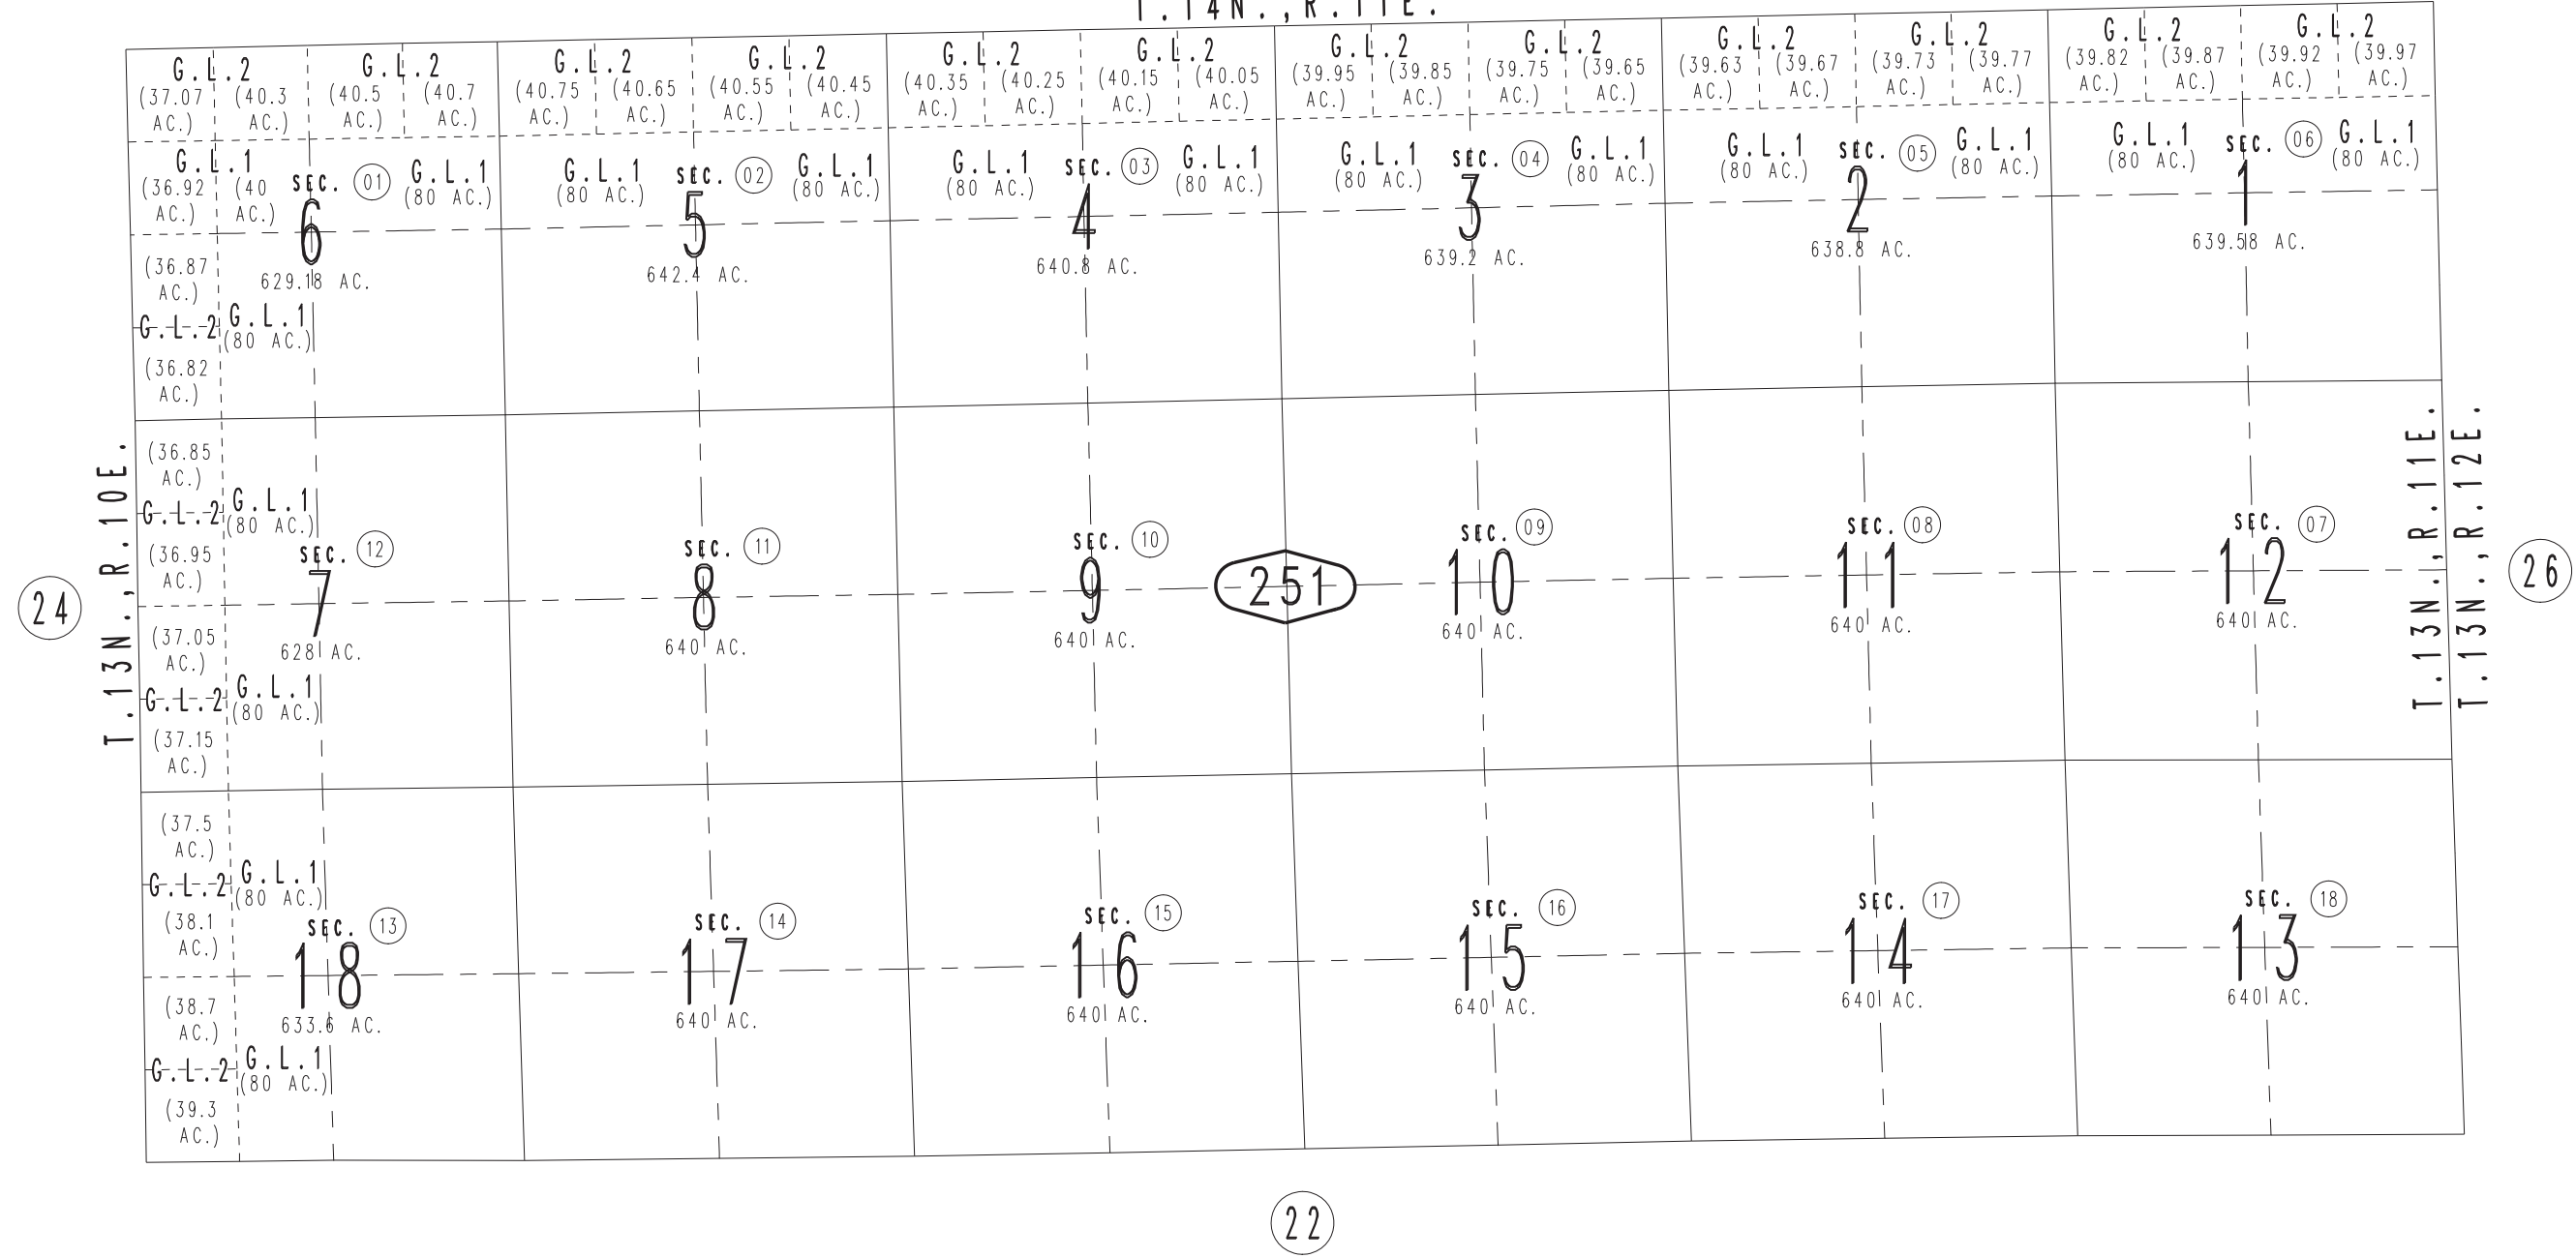 T.14N.,R.11E.
G.L.2 G.L.2 G.L.2 G.L.2 G.L.2 G.L.2 G.L.2 G.L.2 G.L.2 G.L.2 G.L.2 G.L.2
(37.07 (40.3 (40.5 (40.7 (40.75 (40.65 (40.55 (40.45 (40.35 (40.25 (40.15 (40.05 (39.95 (39.85 (39.75 (39.65 (39.63 (39.67 (39.73 (39.77 (39.82 (39.87 (39.92 (39.97
AC.) AC.) AC.) AC.) AC.) AC.) AC.) AC.) AC.) AC.) AC.) AC.) AC.) AC.) AC.) AC.) AC.) AC.) AC.) AC.) AC.) AC.) AC.) AC.)
G.L.1 SEC. 01 G.L.1 G.L.1 SEC. 02 G.L.1 G.L.1 SEC. 03 G.L.1 G.L.1 SEC. 04 G.L.1 G.L.1 SEC. 05 G.L.1 G.L.1 SEC. 06 G.L.1
(36.92 (40 (80 AC.) (80 AC.) (80 AC.) (80 AC.) (80 AC.) (80 AC.) (80 AC.) (80 AC.) (80 AC.) (80 AC.) (80 AC.)
AC.) AC.)
6 5 4 3 2 1
629.18 AC. 642.4 AC. 640.8 AC. 639.2 AC. 638.8 AC. 639.58 AC.
(36.87
AC.)
G.L.2 G.L.1
(80 AC.)
(36.82
AC.)
T.13N.,R.10E.
T.13N.,R.11E.
T.13N.,R.12E.
(36.85
AC.)
G.L.2 G.L.1
(80 AC.)
(36.95
AC.)
SEC. 12 SEC. 11 SEC. 10 SEC. 09 SEC. 08 SEC. 07
24 7 8 9 251 10 11 12 26
628 AC. 640 AC. 640 AC. 640 AC. 640 AC. 640 AC.
(37.05
AC.)
G.L.2 G.L.1
(80 AC.)
(37.15
AC.)
(37.5
AC.)
G.L.2 G.L.1
(80 AC.)
(38.1
AC.)
SEC. 13 SEC. 14 SEC. 15 SEC. 16 SEC. 17 SEC. 18
18 17 16 15 14 13
633.6 AC. 640 AC. 640 AC. 640 AC. 640 AC. 640 AC.
(38.7
AC.)
G.L.2 G.L.1
(80 AC.)
(39.3
AC.)
22